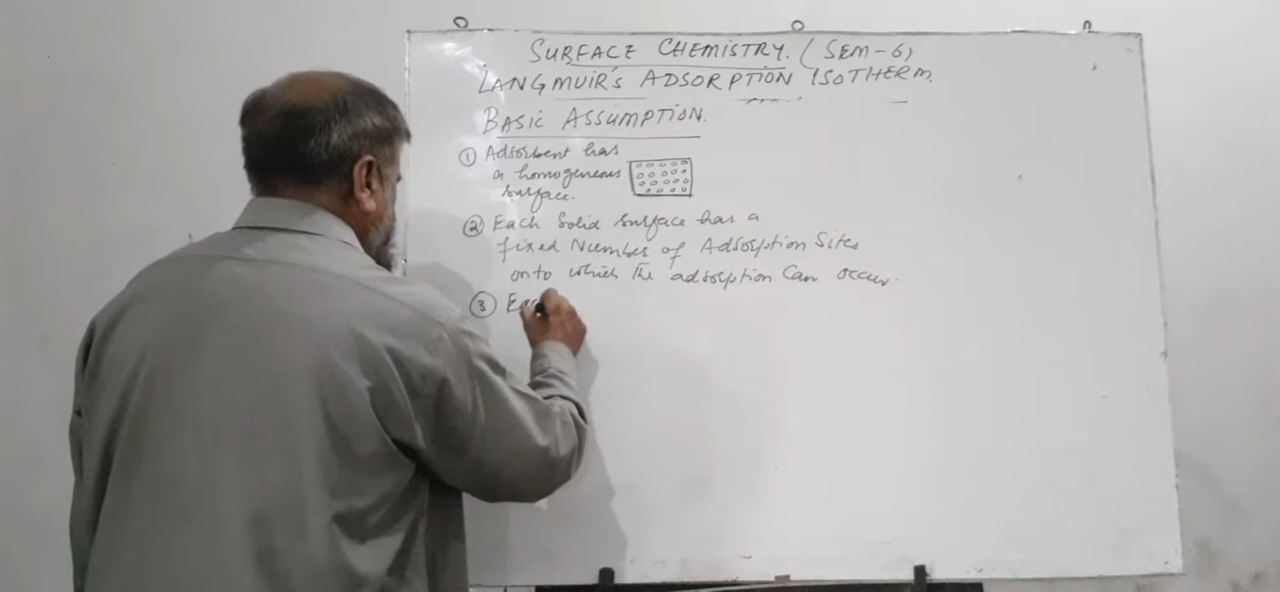 SURFACE CHEMISTRY. (SEM-6)
LANGMUIR'S ADSORPTION ISOTHERM.
BASIC ASSUMPTION.
① Adsorbent has
a homogeneous
surface.
② Each Solid surface has a
fixed Number of Adsorption Sites
onto which the adsorption Can occur.
③